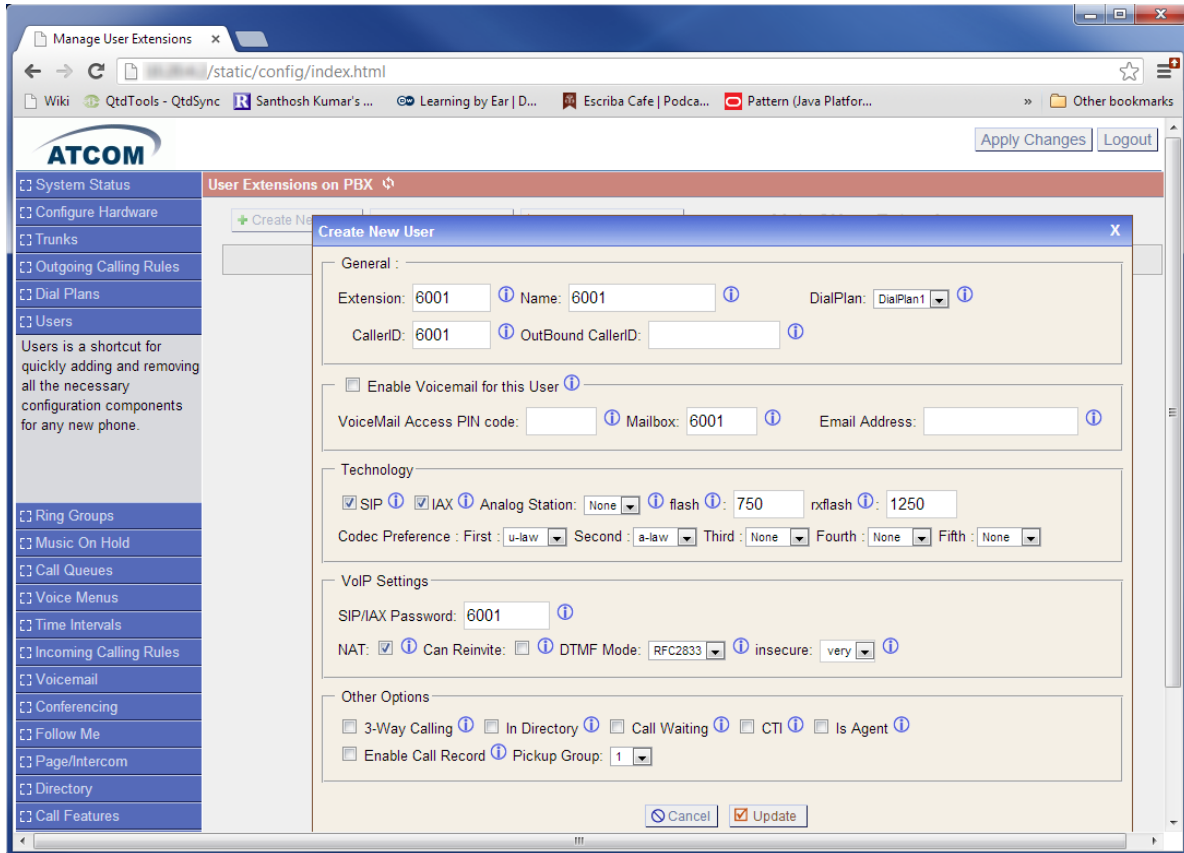 Manage User Extensions
/static/config/index.html
Wiki QtdTools - QtdSync Santhosh Kumar's ... Learning by Ear | D... Escriba Cafe | Podca... Pattern (Java Platfor... » Other bookmarks
ATCOM
Apply Changes Logout
System Status
Configure Hardware
Trunks
Outgoing Calling Rules
Dial Plans
Users
Users is a shortcut for
quickly adding and removing
all the necessary
configuration components
for any new phone.
Ring Groups
Music On Hold
Call Queues
Voice Menus
Time Intervals
Incoming Calling Rules
Voicemail
Conferencing
Follow Me
Page/Intercom
Directory
Call Features
User Extensions on PBX
Create Ne
Create New User X
General :
Extension: 6001 Name: 6001 DialPlan: DialPlan1
CallerID: 6001 OutBound CallerID:
Enable Voicemail for this User
VoiceMail Access PIN code: Mailbox: 6001 Email Address:
Technology
SIP IAX Analog Station: None flash : 750 rxflash : 1250
Codec Preference : First : u-law Second : a-law Third : None Fourth : None Fifth : None
VoIP Settings
SIP/IAX Password: 6001
NAT: Can Reinvite: DTMF Mode: RFC2833 insecure: very
Other Options
3-Way Calling In Directory Call Waiting CTI Is Agent
Enable Call Record Pickup Group: 1
Cancel Update